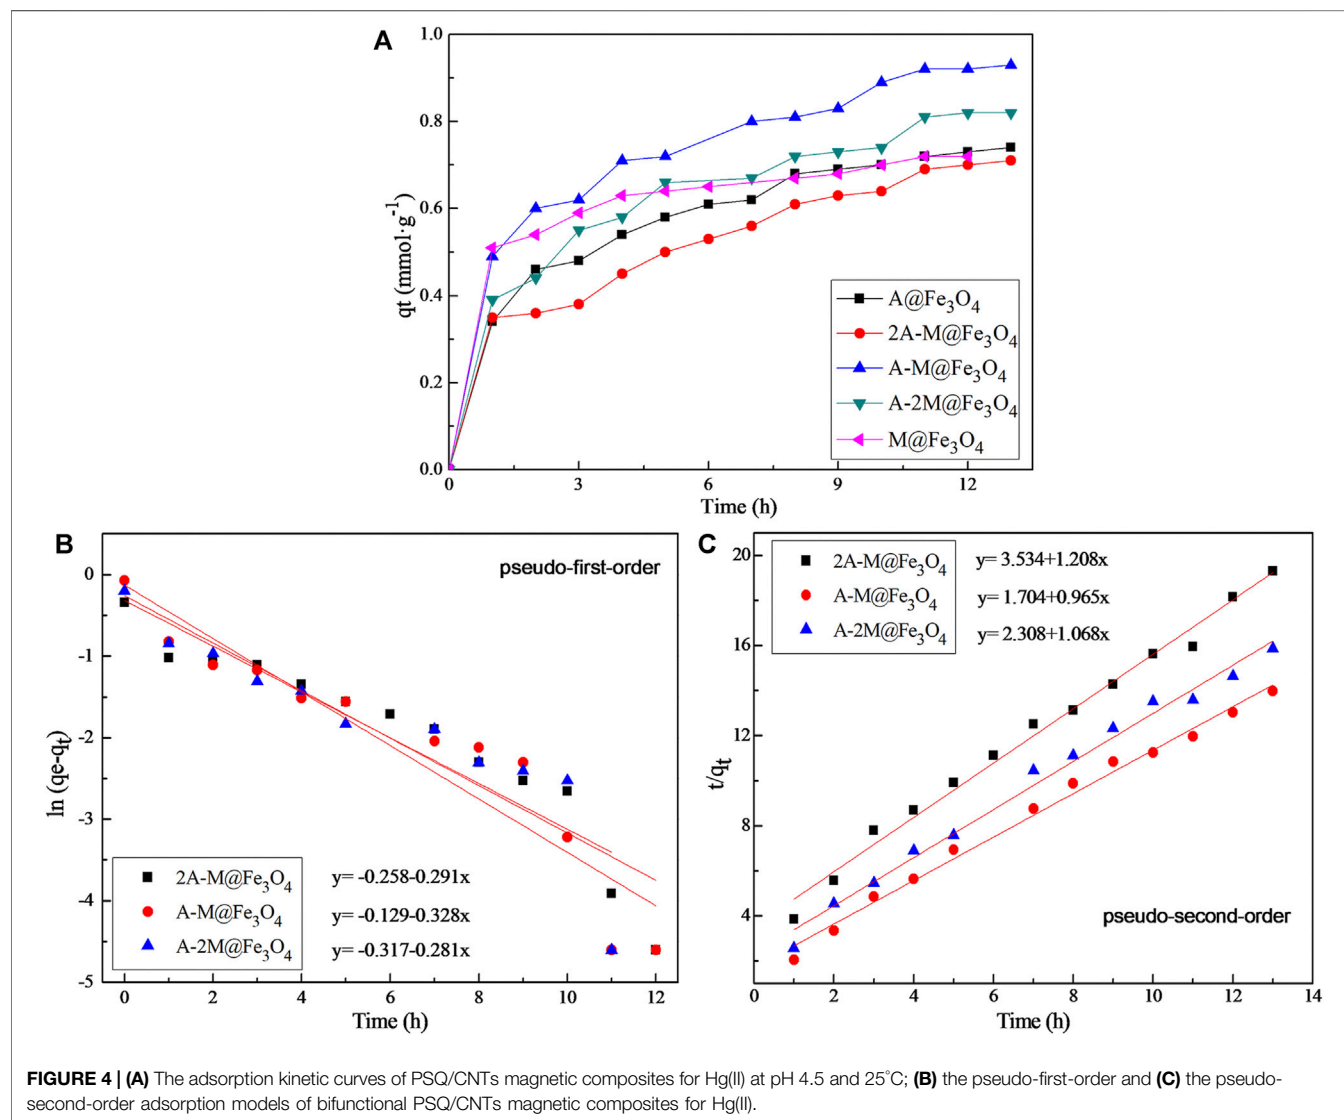 A
1.0
0.8
0.6
0.4
0.2
0.0
qt (mmol·g⁻¹)
0 3 6 9 12
Time (h)
A@Fe₃O₄
2A-M@Fe₃O₄
A-M@Fe₃O₄
A-2M@Fe₃O₄
M@Fe₃O₄
B
pseudo-first-order
0
-1
-2
-3
-4
-5
ln (qe-qₜ)
2A-M@Fe₃O₄ y= -0.258-0.291x
A-M@Fe₃O₄ y= -0.129-0.328x
A-2M@Fe₃O₄ y= -0.317-0.281x
0 2 4 6 8 10 12
Time (h)
C
20
16
12
8
4
t/qₜ
2A-M@Fe₃O₄ y= 3.534+1.208x
A-M@Fe₃O₄ y= 1.704+0.965x
A-2M@Fe₃O₄ y= 2.308+1.068x
pseudo-second-order
0 2 4 6 8 10 12 14
Time (h)
FIGURE 4 | (A) The adsorption kinetic curves of PSQ/CNTs magnetic composites for Hg(II) at pH 4.5 and 25°C; (B) the pseudo-first-order and (C) the pseudo-
second-order adsorption models of bifunctional PSQ/CNTs magnetic composites for Hg(II).